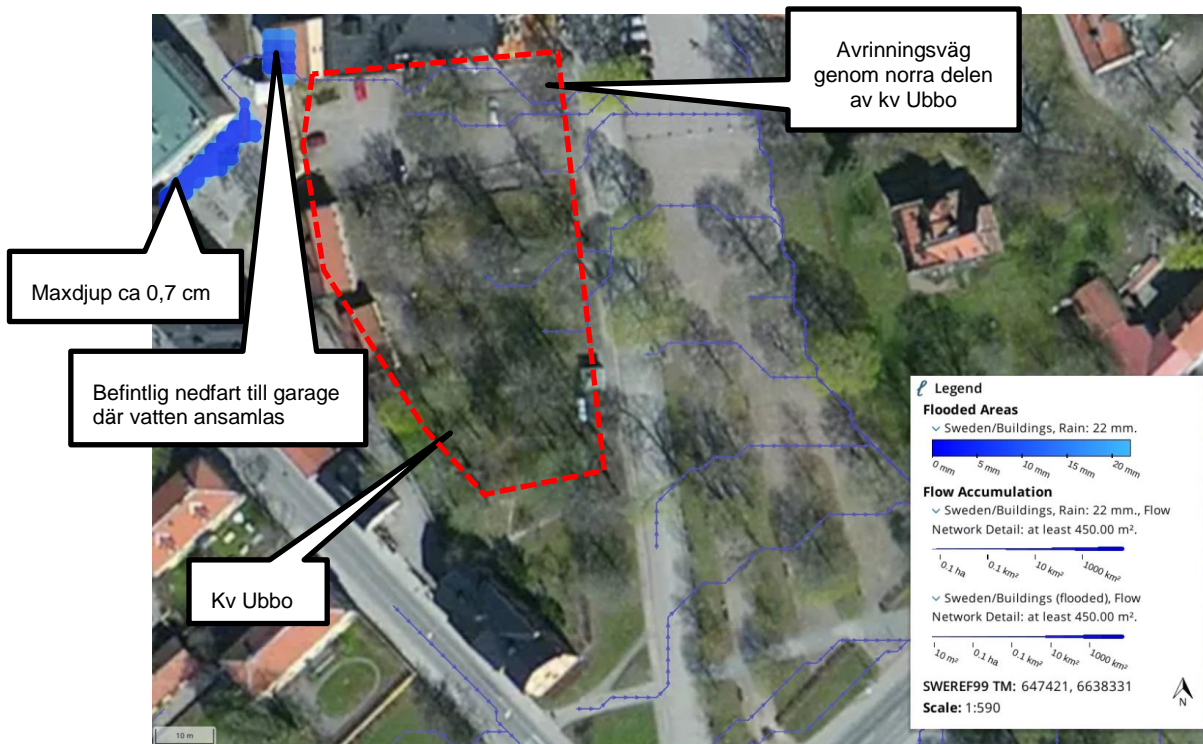 Avrinningsväg
genom norra delen
av kv Ubbo
Maxdjup ca 0,7 cm
Befintlig nedfart till garage
där vatten ansamlas
Kv Ubbo
Legend
Flooded Areas
Sweden/Buildings, Rain: 22 mm.
0 mm 5 mm 10 mm 15 mm 20 mm
Flow Accumulation
Sweden/Buildings, Rain: 22 mm., Flow
Network Detail: at least 450.00 m².
0.1 ha 0.1 km² 10 km² 1000 km²
Sweden/Buildings (flooded), Flow
Network Detail: at least 450.00 m².
10 m² 0.1 ha 0.1 km² 10 km² 1000 km²
SWEREF99 TM: 647421, 6638331
Scale: 1:590
N
10 m